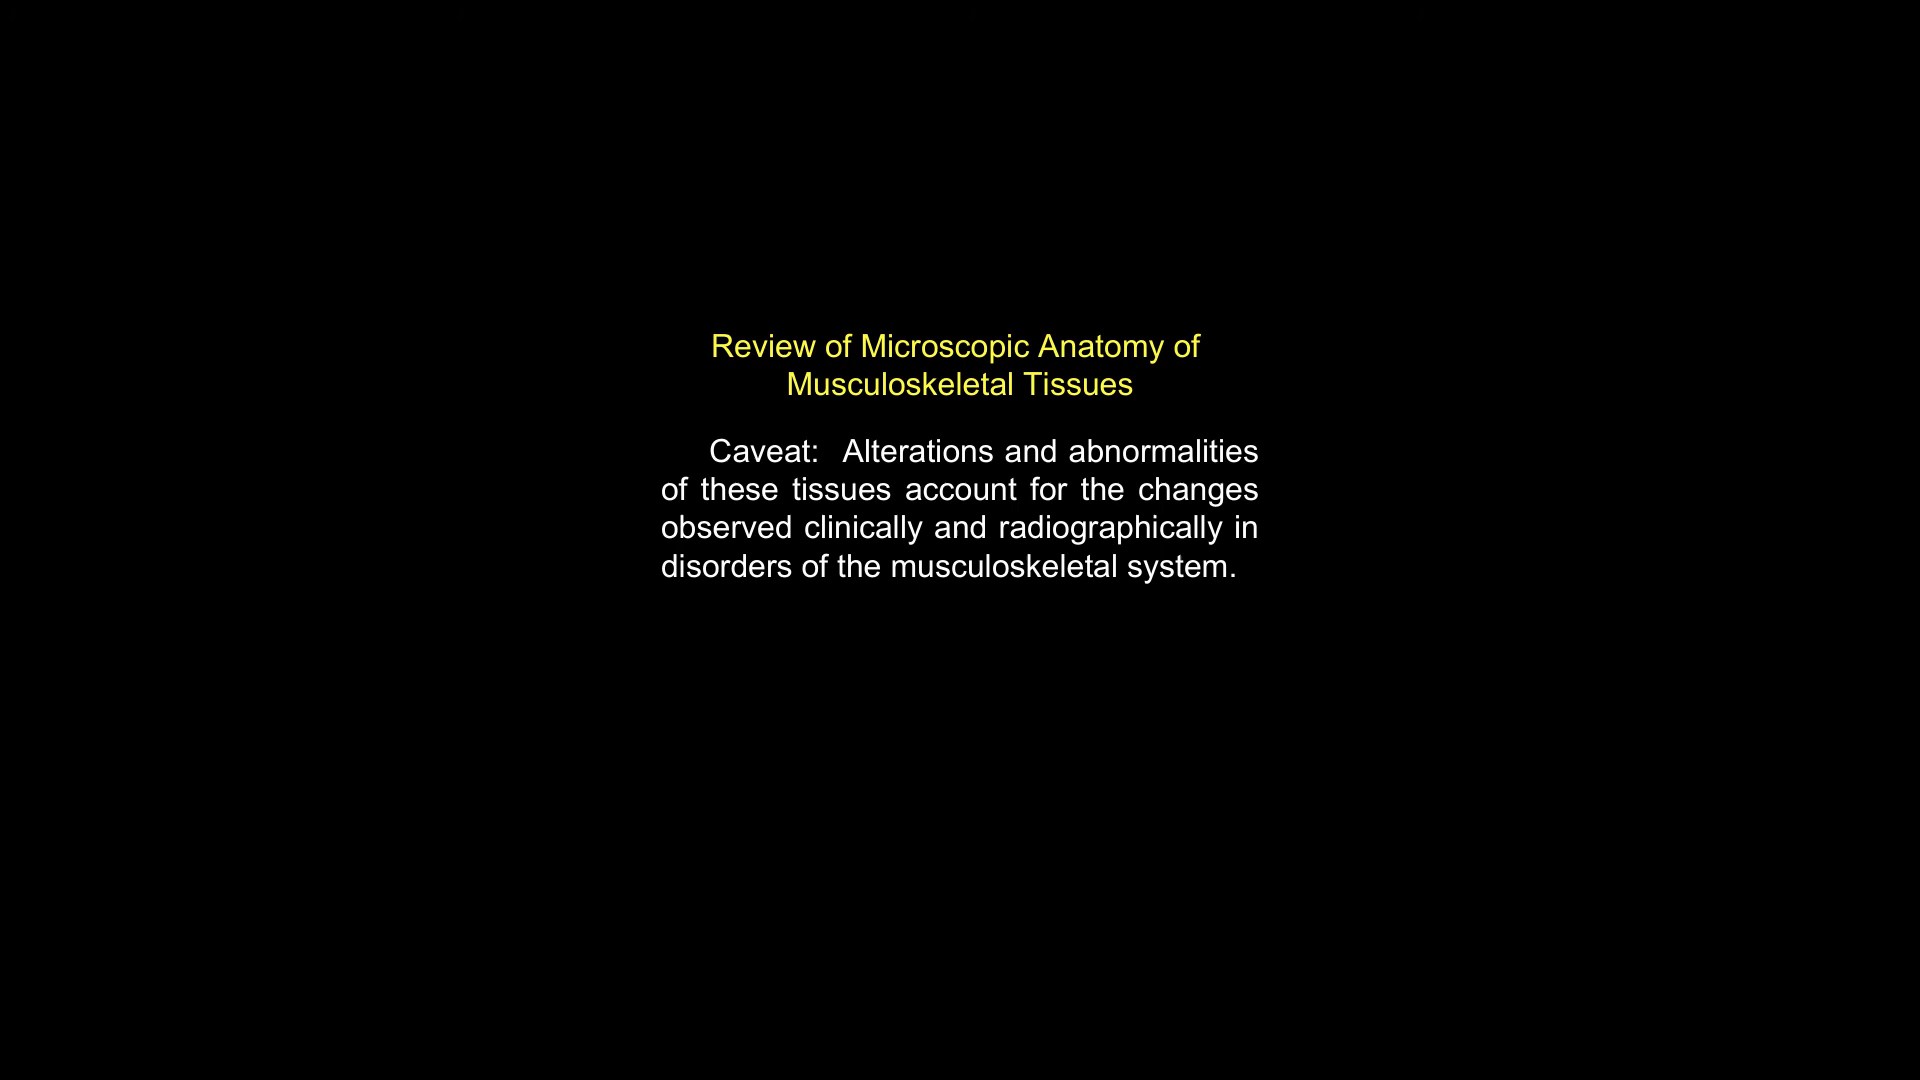 Review of Microscopic Anatomy of
Musculoskeletal Tissues
Caveat:  Alterations and abnormalities
of these tissues account for the changes
observed clinically and radiographically in
disorders of the musculoskeletal system.